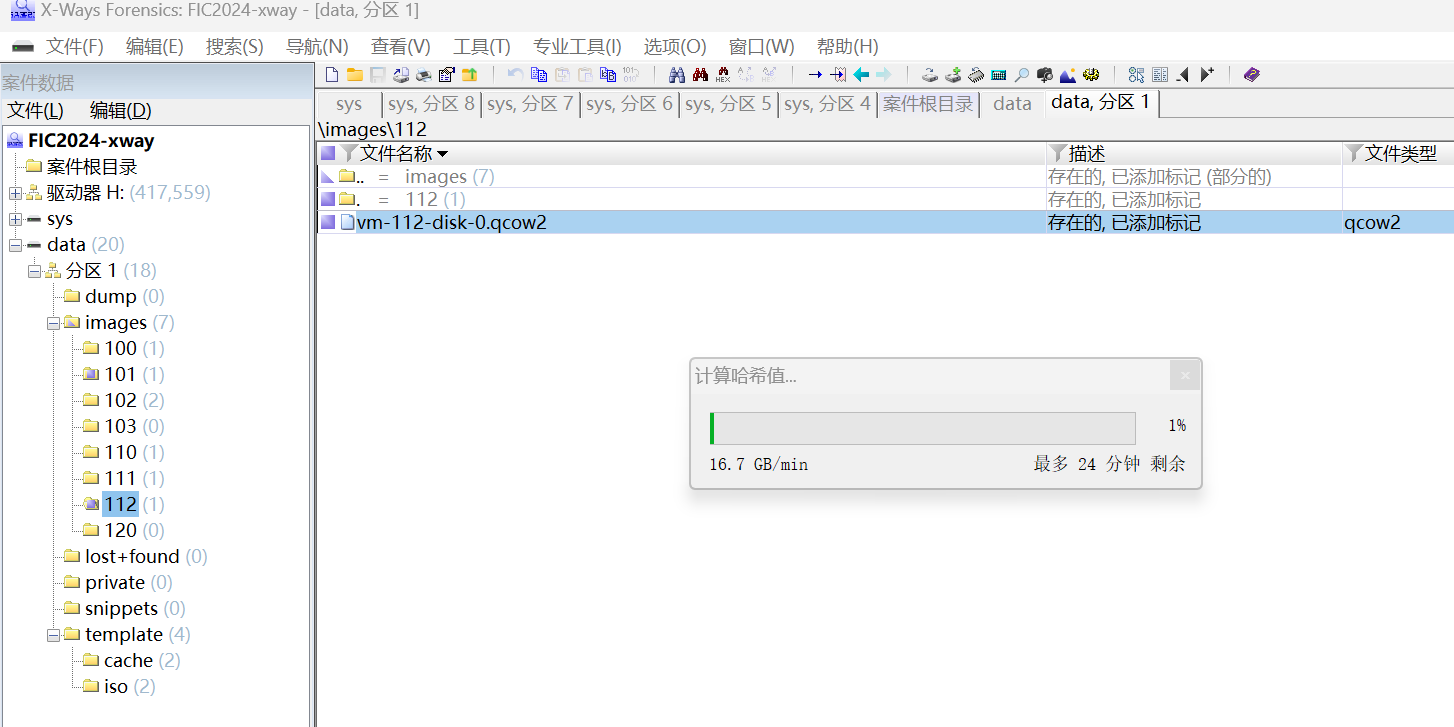 X-Ways Forensics: FIC2024-xway - [data, 分区 1]
文件(F) 编辑(E) 搜索(S) 导航(N) 查看(V) 工具(T) 专业工具(I) 选项(O) 窗口(W) 帮助(H)
案件数据
文件(L) 编辑(D)
FIC2024-xway
案件根目录
驱动器 H: (417,559)
sys
data (20)
分区 1 (18)
dump (0)
images (7)
100 (1)
101 (1)
102 (2)
103 (0)
110 (1)
111 (1)
112 (1)
120 (0)
lost+found (0)
private (0)
snippets (0)
template (4)
cache (2)
iso (2)
sys sys, 分区 8 sys, 分区 7 sys, 分区 6 sys, 分区 5 sys, 分区 4 案件根目录 data data, 分区 1
\images\112
文件名称 描述 文件类型
.. = images (7) 存在的, 已添加标记 (部分的)
. = 112 (1) 存在的, 已添加标记
vm-112-disk-0.qcow2 存在的, 已添加标记 qcow2
计算哈希值...
1%
16.7 GB/min 最多 24 分钟 剩余